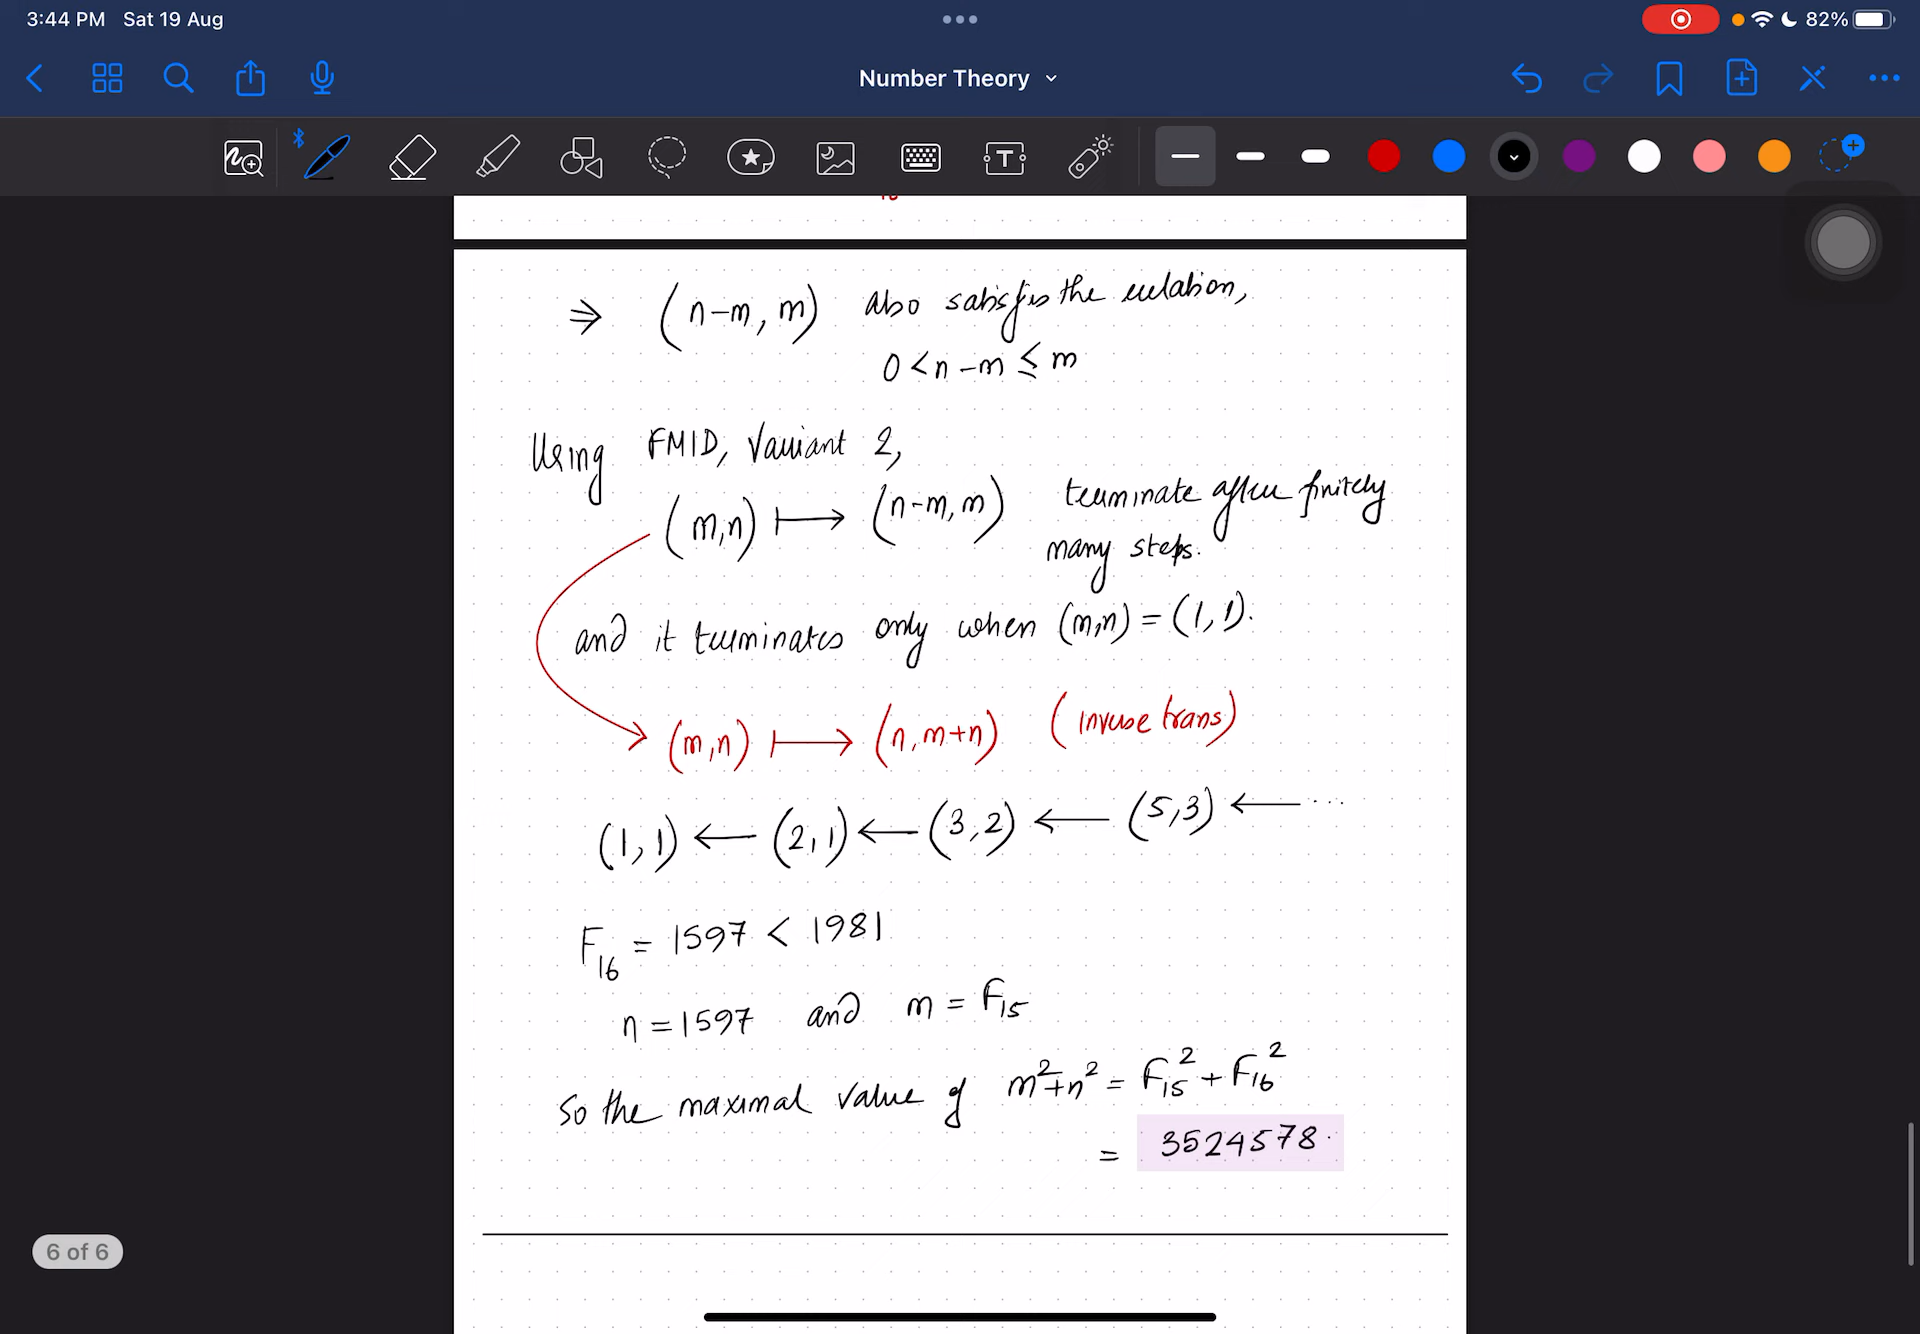 3:44 PM Sat 19 Aug
82%
Number Theory
T
⇒ (n-m, m) also satisfies the relation,
0 < n-m ≤ m
Using FMID, Variant 2,
(m,n) ⟼ (n-m, m) terminate after finitely
many steps.
and it terminates only when (m,n) = (1,1).
(m,n) ⟼ (n, m+n) (inverse trans)
(1,1) ← (2,1) ← (3,2) ← (5,3) ← ...
F₁₆ = 1597 < 1981
n = 1597 and m = F₁₅
So the maximal value of m²+n² = F₁₅² + F₁₆²
= 3524578.
6 of 6